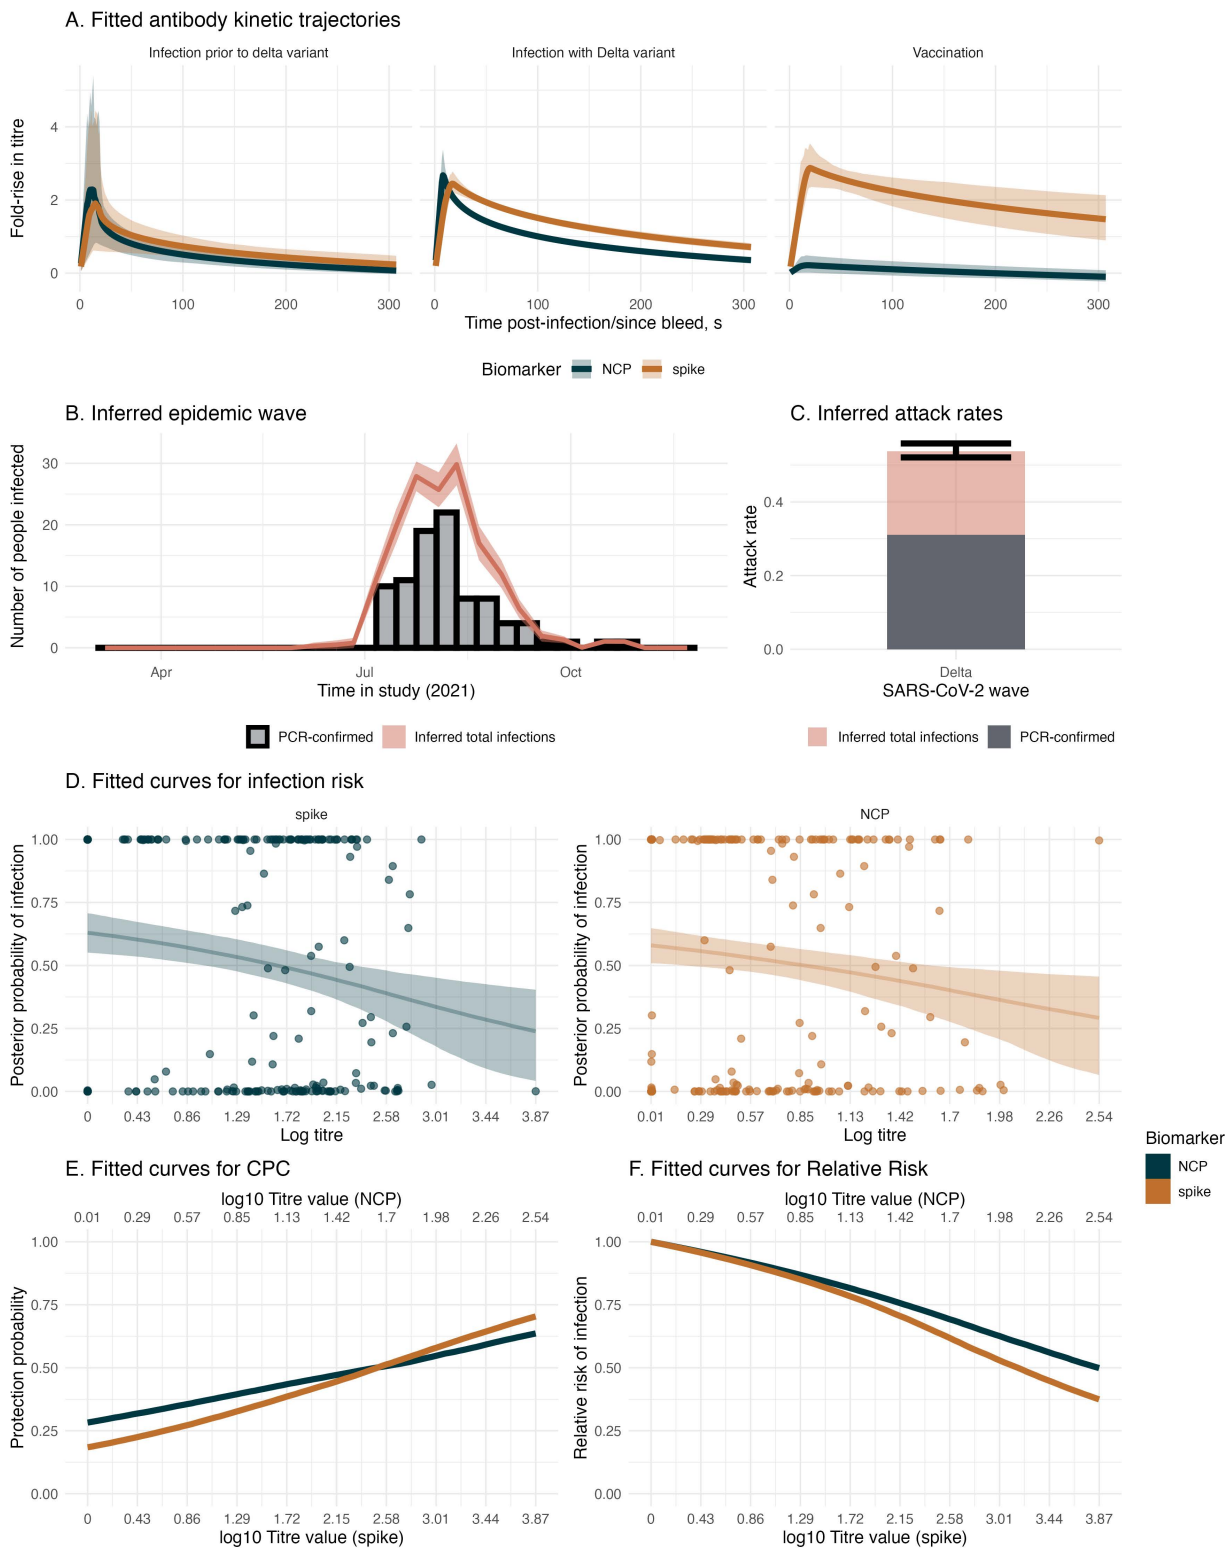 A. Fitted antibody kinetic trajectories
Infection prior to delta variant
Infection with Delta variant
Vaccination
Fold-rise in titre
4
2
0
0 100 200 300
0 100 200 300
0 100 200 300
Time post-infection/since bleed, s
Biomarker NCP spike
B. Inferred epidemic wave
Number of people infected
30
20
10
0
Apr Jul Oct
Time in study (2021)
PCR-confirmed Inferred total infections
C. Inferred attack rates
Attack rate
0.4
0.2
0.0
Delta
SARS-CoV-2 wave
Inferred total infections PCR-confirmed
D. Fitted curves for infection risk
spike
Posterior probability of infection
1.00
0.75
0.50
0.25
0.00
0 0.43 0.86 1.29 1.72 2.15 2.58 3.01 3.44 3.87
Log titre
NCP
Posterior probability of infection
1.00
0.75
0.50
0.25
0.00
0.01 0.29 0.57 0.85 1.13 1.42 1.7 1.98 2.26 2.54
Log titre
Biomarker
NCP
spike
E. Fitted curves for CPC
log10 Titre value (NCP)
0.01 0.29 0.57 0.85 1.13 1.42 1.7 1.98 2.26 2.54
Protection probability
1.00
0.75
0.50
0.25
0.00
0 0.43 0.86 1.29 1.72 2.15 2.58 3.01 3.44 3.87
log10 Titre value (spike)
F. Fitted curves for Relative Risk
log10 Titre value (NCP)
0.01 0.29 0.57 0.85 1.13 1.42 1.7 1.98 2.26 2.54
Relative risk of infection
1.00
0.75
0.50
0.25
0.00
0 0.43 0.86 1.29 1.72 2.15 2.58 3.01 3.44 3.87
log10 Titre value (spike)